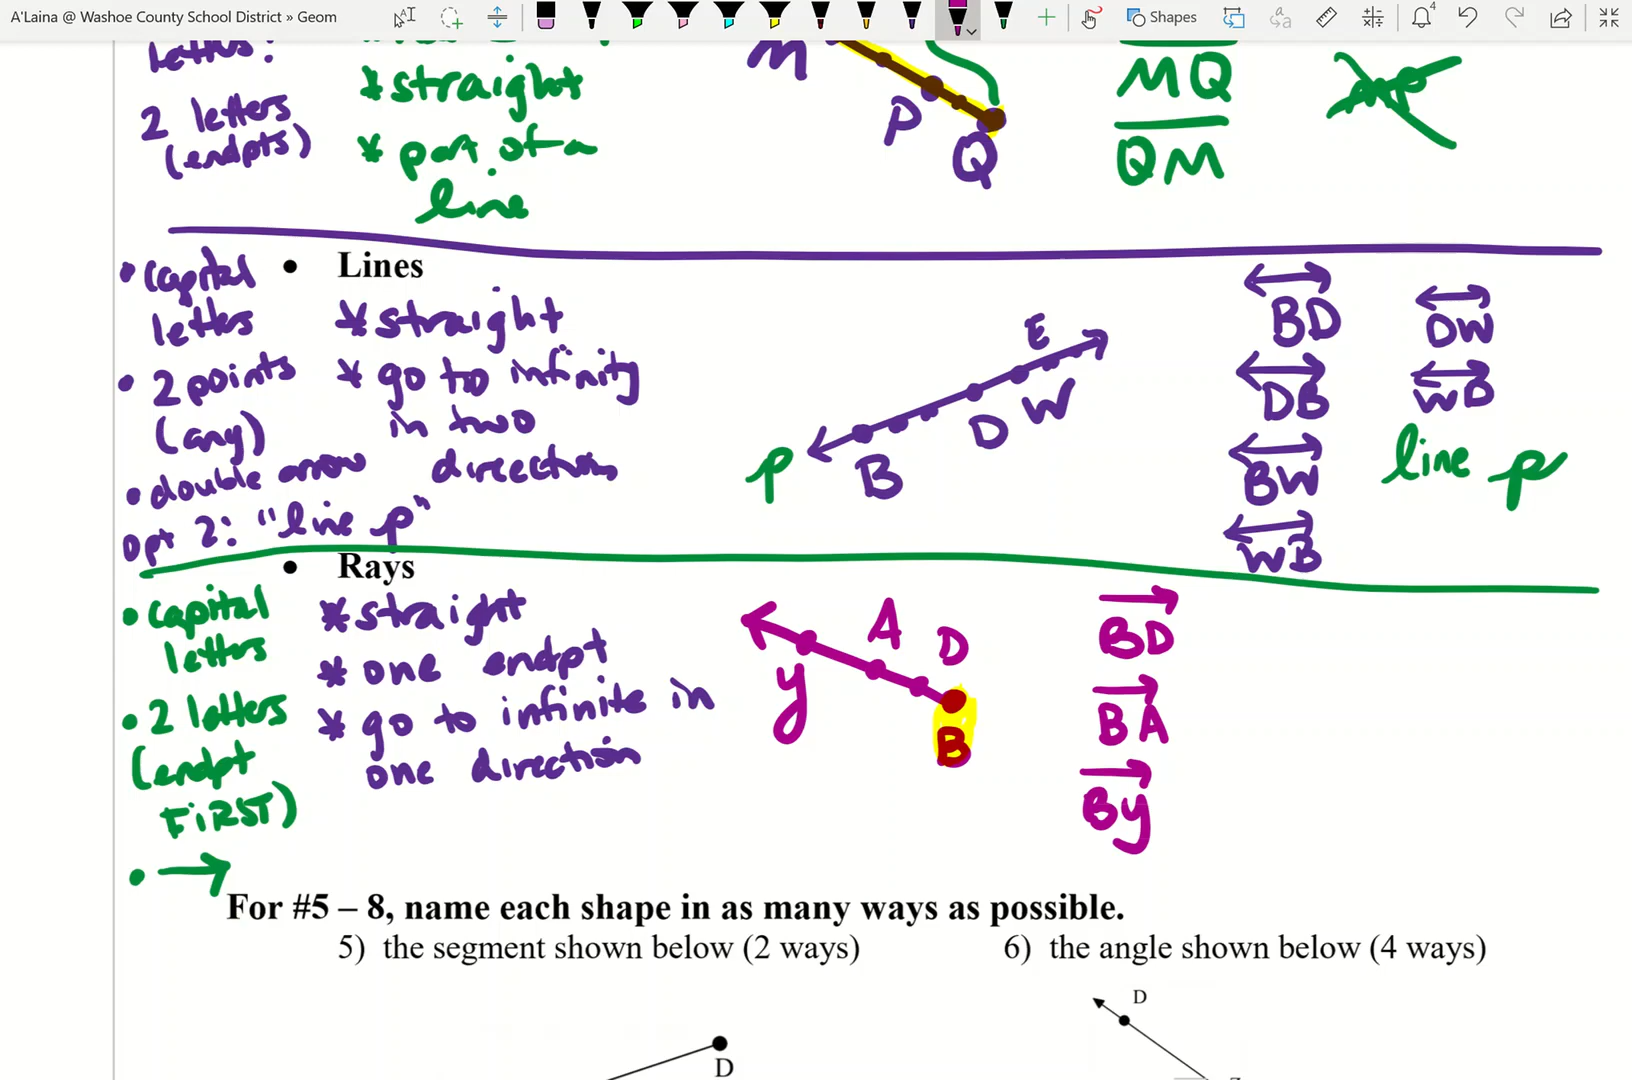 A'Laina @ Washoe County School District » Geom
Shapes
4
letters:
2 letters
(endpts)
* straight
* part of a
line
M
P
Q
MQ
QM
• Capital
letters
• 2 points
(any)
• double arrow
Opt 2: "line p"
• Lines
* straight
* go to infinity
in two
directions
p
B
D
W
E
BD
DB
BW
WB
DW
WD
line p
• Capital
letters
• 2 letters
(endpt
FIRST)
• →
• Rays
* straight
* one endpt
* go to infinite in
one direction
y
A
D
B
BD
BA
By
For #5 – 8, name each shape in as many ways as possible.
5) the segment shown below (2 ways)
6) the angle shown below (4 ways)
D
D